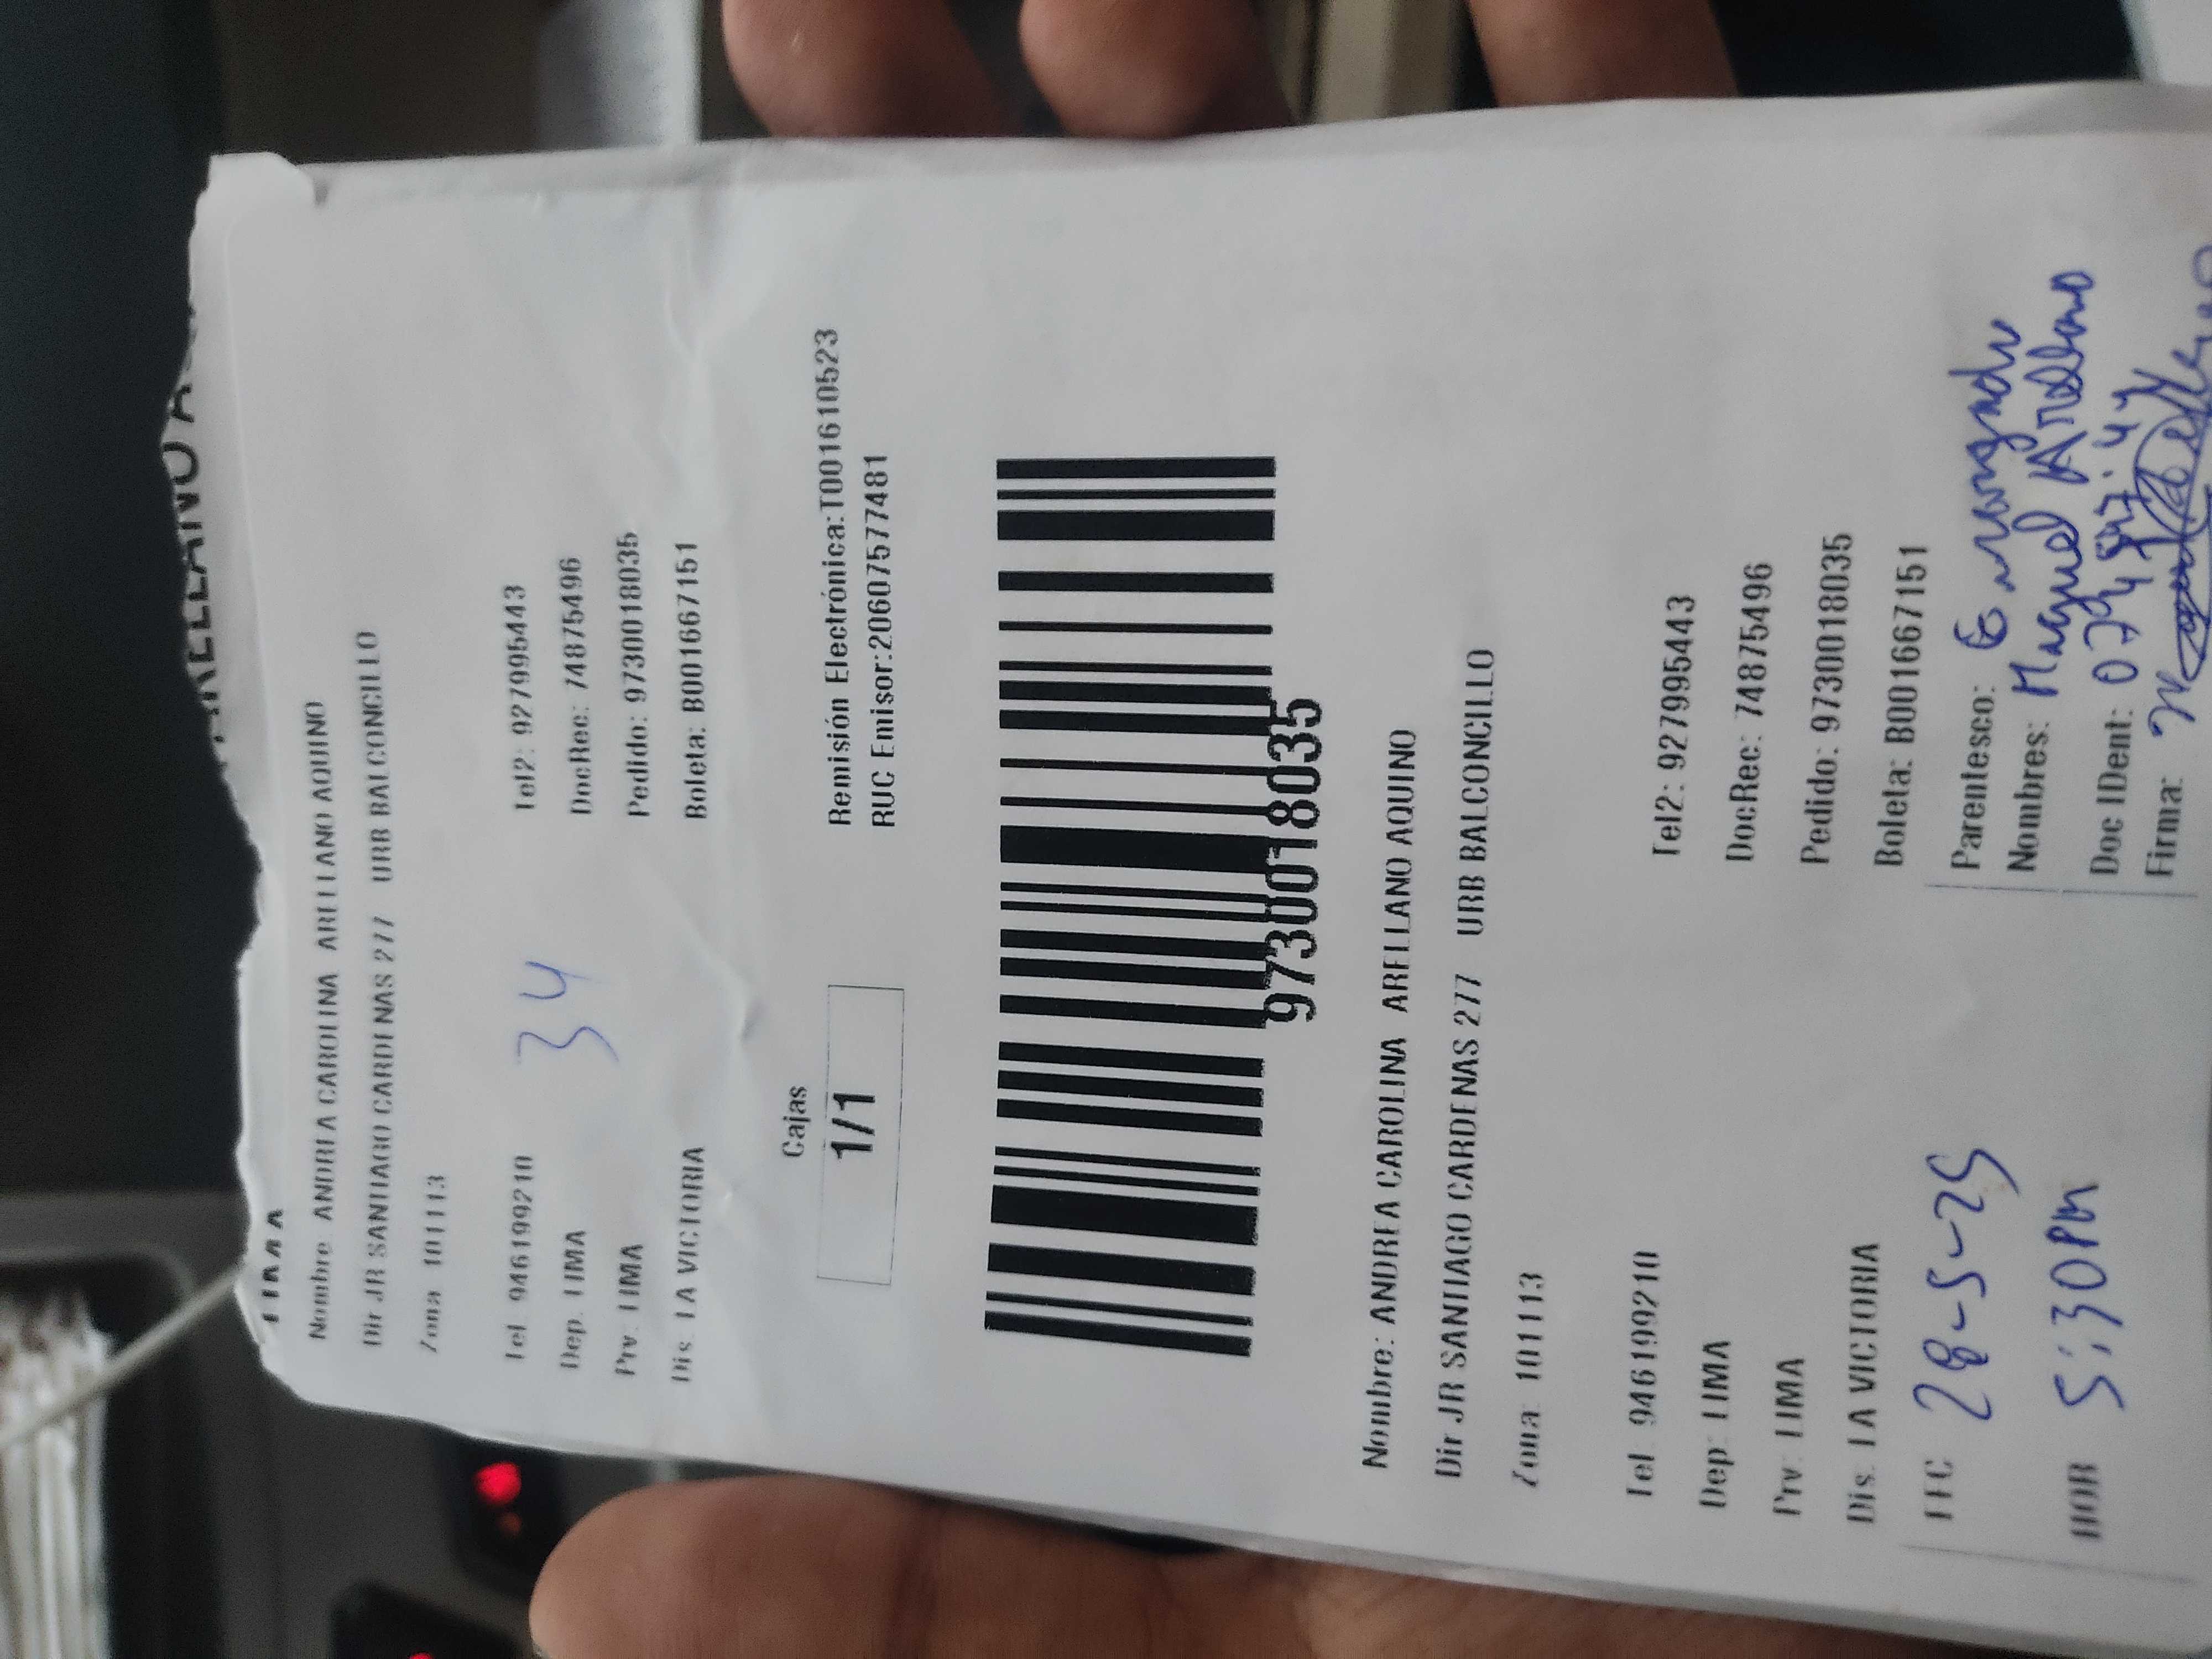 ARELLANO A
LIMA
Nombre ANDREA CAROLINA ARELLANO AQUINO
Dir JR SANTIAGO CARDENAS 277 URB BALCONCILLO
Zona 101113
34
Tel 946199210 Tel2: 927995443
Dep. LIMA DocRec: 74875496
Prv. LIMA Pedido: 9730018035
Dis LA VICTORIA Boleta: B001667151
Cajas
1/1
Remisión Electrónica:T001610523
RUC Emisor:20607577481
9730018035
Nombre: ANDREA CAROLINA ARELLANO AQUINO
Dir JR SANTIAGO CARDENAS 277 URB BALCONCILLO
Zona 101113
Tel 946199210 Tel2: 927995443
Dep: LIMA DocRec: 74875496
Prv: LIMA Pedido: 9730018035
Dis. LA VICTORIA Boleta: B001667151
FEC 28-5-25 Parentesco: Encargado
Nombres: Arellano
HOR 5:30PM Doc IDent:
Firma: